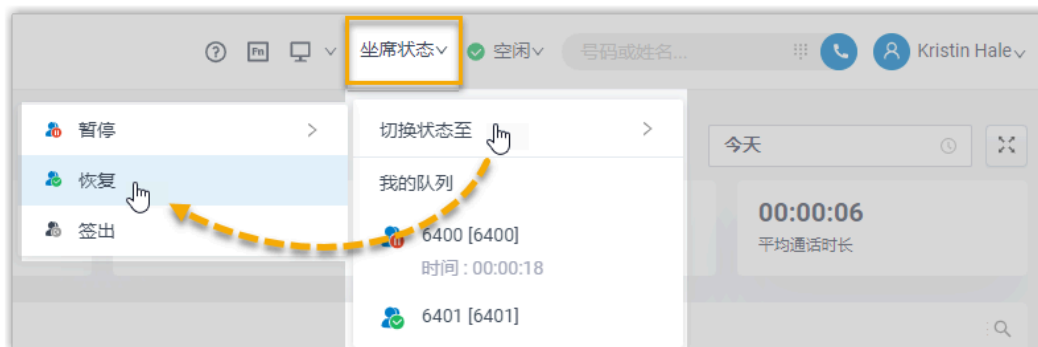 Fn
坐席状态
空闲
号码或姓名...
Kristin Hale
暂停
恢复
签出
切换状态至
我的队列
6400 [6400]
时间 : 00:00:18
6401 [6401]
今天
00:00:06
平均通话时长